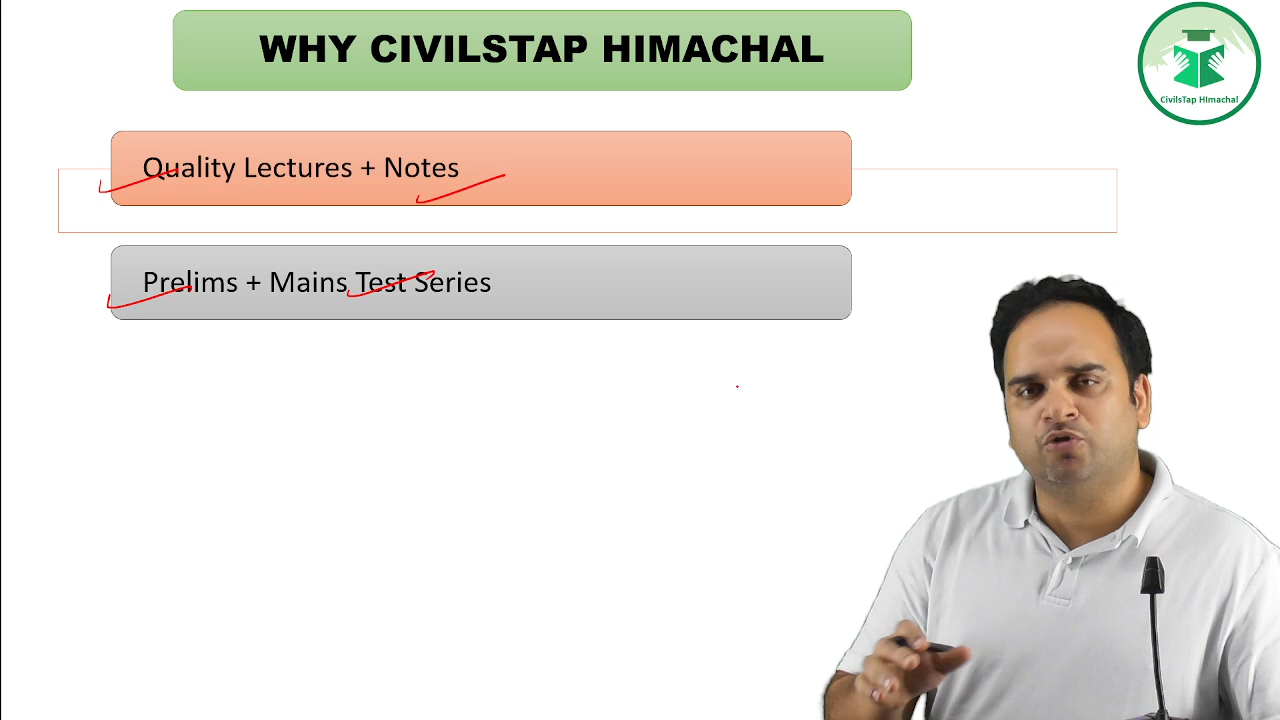 WHY CIVILSTAP HIMACHAL
CivilsTap HImachal
Quality Lectures + Notes
Prelims + Mains Test Series